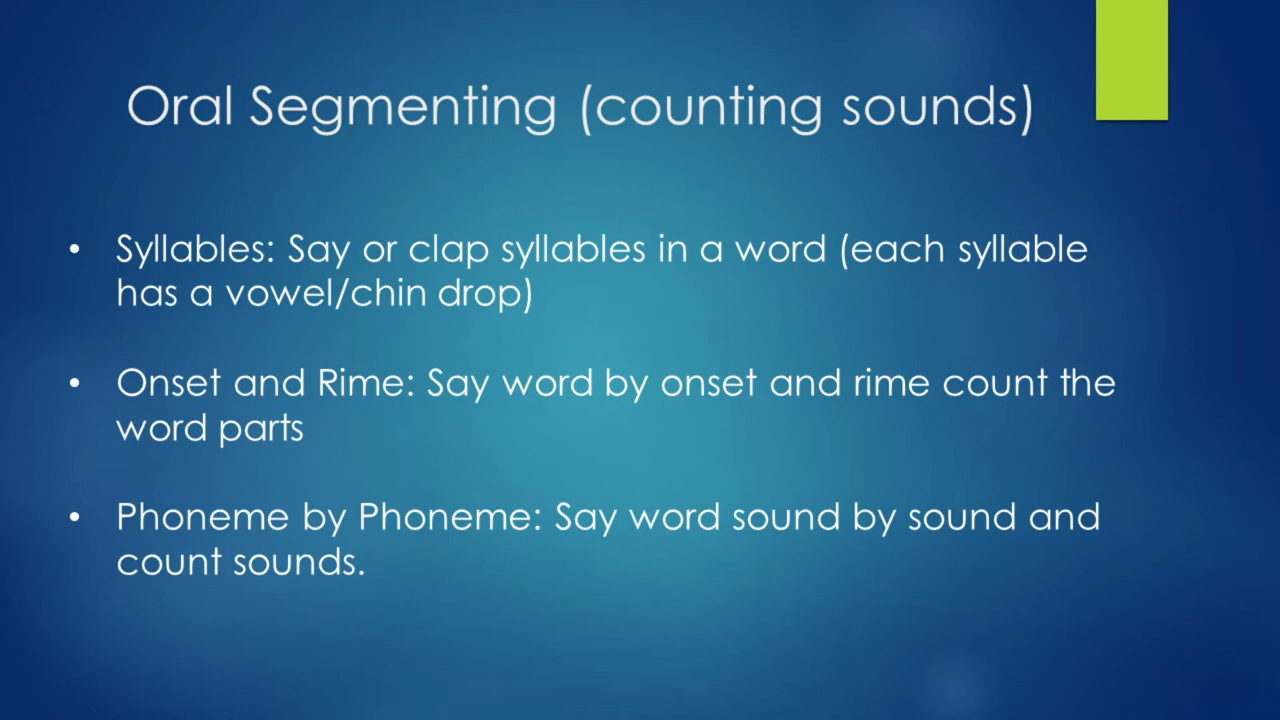 Oral Segmenting (counting sounds)
• Syllables: Say or clap syllables in a word (each syllable
has a vowel/chin drop)
• Onset and Rime: Say word by onset and rime count the
word parts
• Phoneme by Phoneme: Say word sound by sound and
count sounds.